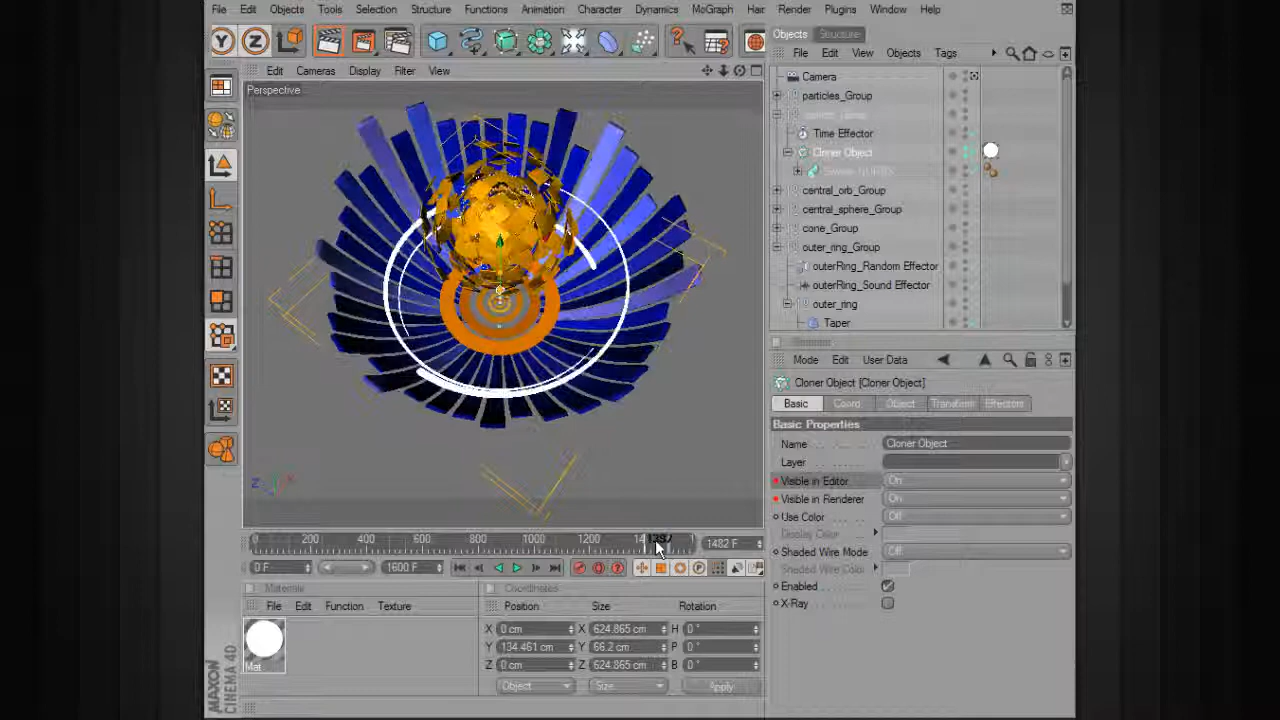 File Edit Objects Tools Selection Structure Functions Animation Character Dynamics MoGraph Hair Render Plugins Window Help
Objects Structure
File Edit View Objects Tags
Edit Cameras Display Filter View
Perspective
Camera
particles_Group
Time Effector
Cloner Object
central_orb_Group
central_sphere_Group
cone_Group
outer_ring_Group
outerRing_Random Effector
outerRing_Sound Effector
outer_ring
Taper
Mode Edit User Data
Cloner Object [Cloner Object]
Basic Coord Object Transform Effectors
Basic Properties
Name Cloner Object
Layer
Visible in Editor On
Visible in Renderer On
Use Color Off
Display Color
Shaded Wire Mode Off
Shaded Wire Color
Enabled
X-Ray
Z X
0 200 400 600 800 1000 1200 1482 F
0 F 1600 F
Materials
File Edit Function Texture
Mat
Coordinates
Position Size Rotation
X 0 cm X 624.865 cm H 0 °
Y 134.461 cm Y 66.2 cm P 0 °
Z 0 cm Z 624.865 cm B 0 °
Object Size Apply
MAXON
CINEMA 4D